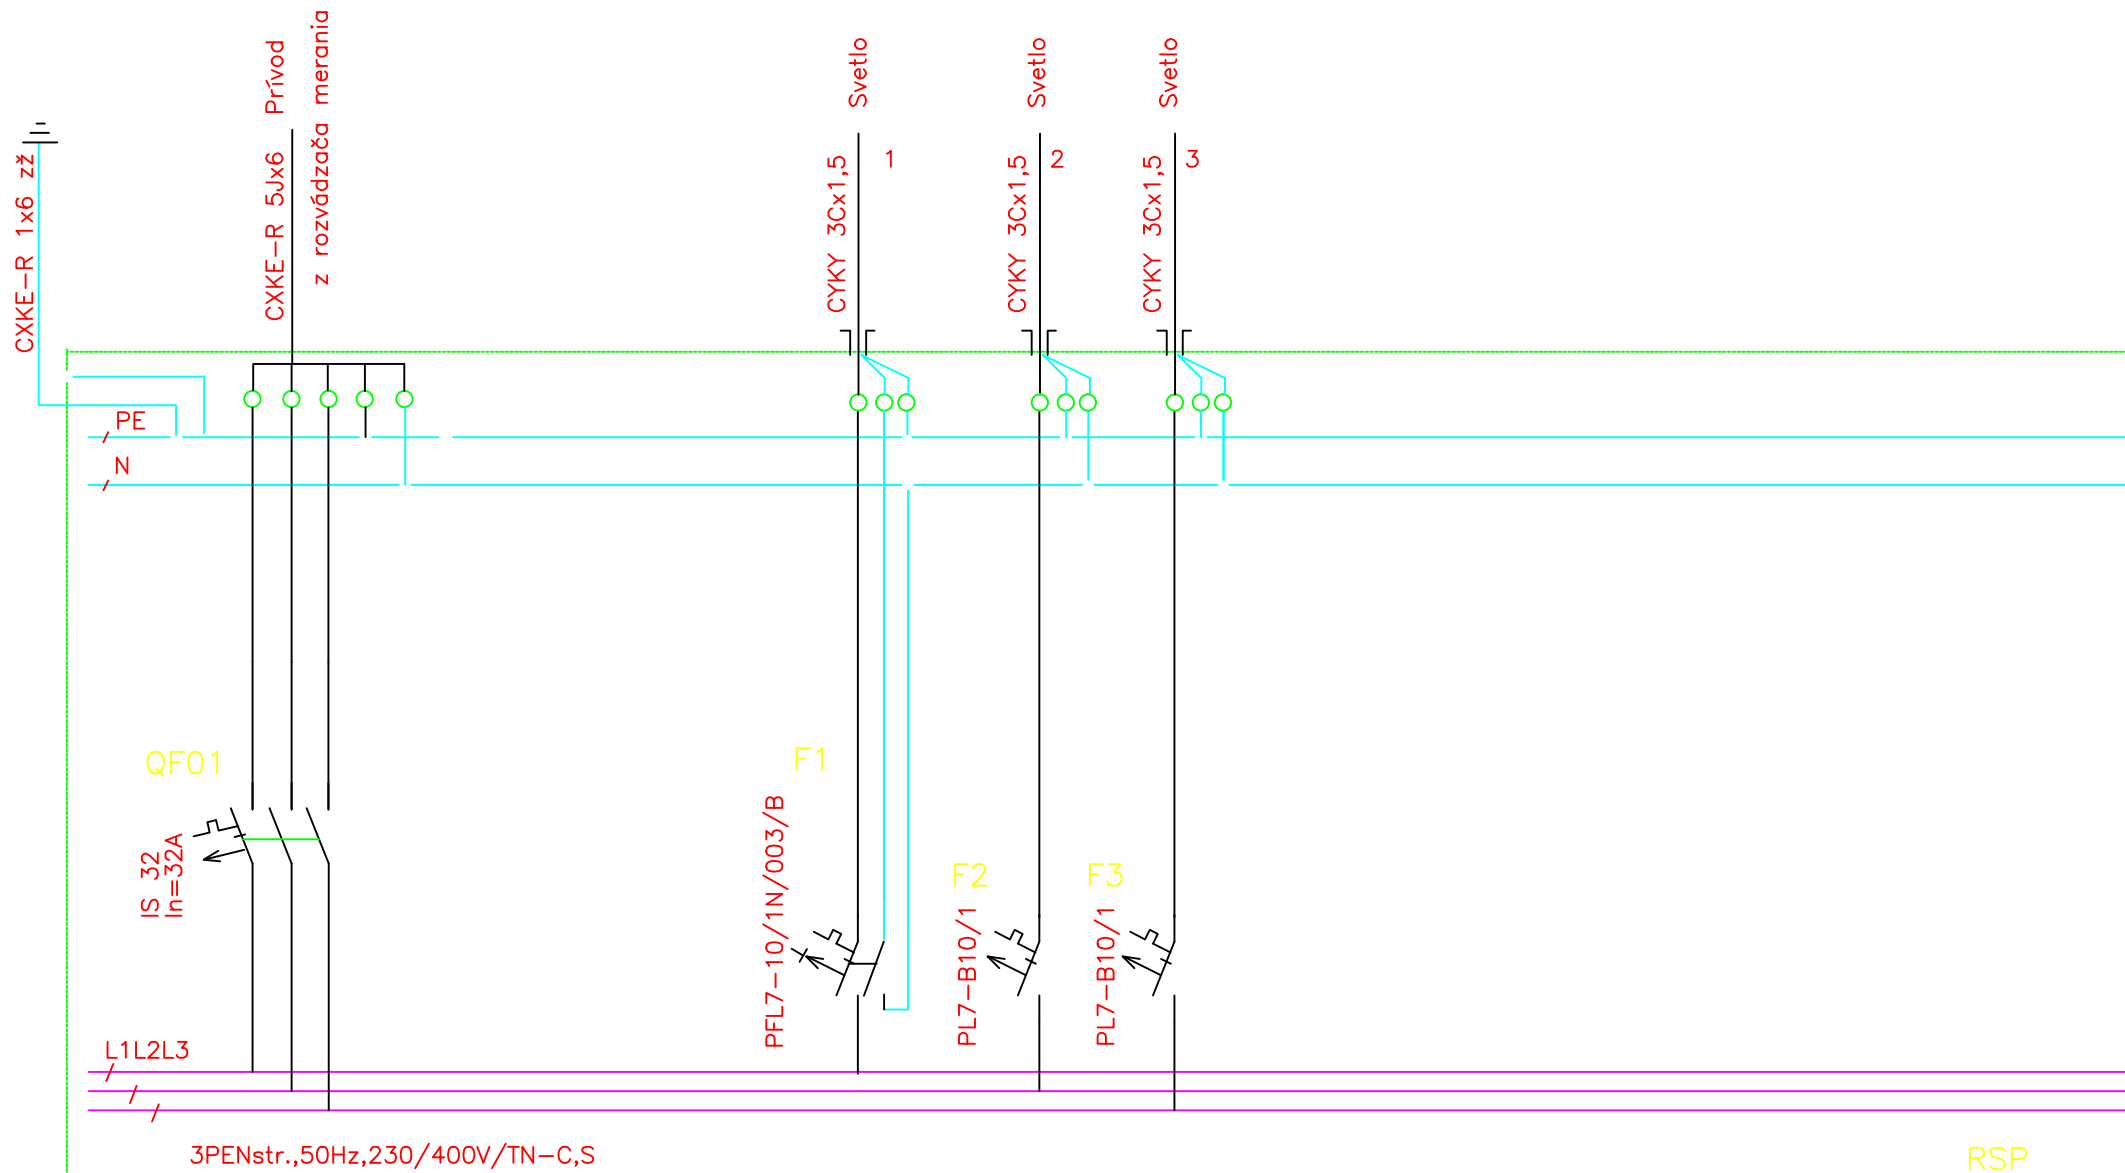 CXKE-R 1x6 zž
CXKE-R 5Jx6 Prívod
z rozvádzača merania
CYKY 3Cx1,5 Svetlo
1
CYKY 3Cx1,5 Svetlo
2
CYKY 3Cx1,5 Svetlo
3
PE
N
QF01
IS 32
In=32A
F1
PFL7-10/1N/003/B
F2
PL7-B10/1
F3
PL7-B10/1
L1L2L3
3PENstr.,50Hz,230/400V/TN-C,S
RSP